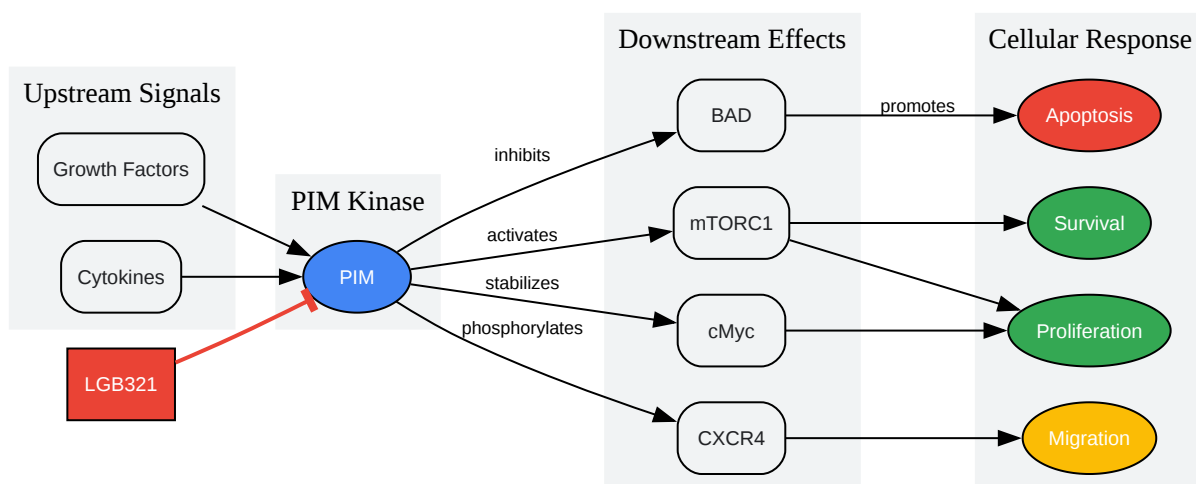 Upstream Signals
Growth Factors
Cytokines
LGB321
PIM Kinase
PIM
inhibits
activates
stabilizes
phosphorylates
Downstream Effects
BAD
mTORC1
cMyc
CXCR4
promotes
Cellular Response
Apoptosis
Survival
Proliferation
Migration